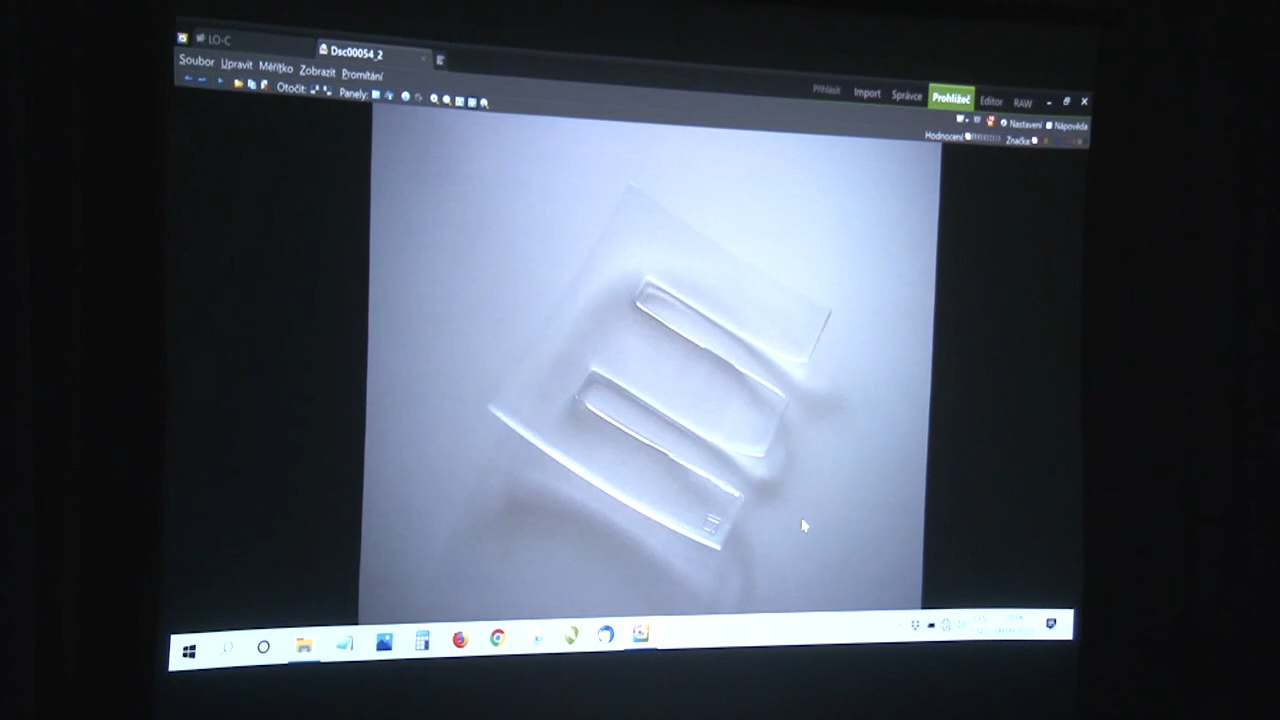 LO-C
Dsc00054_2
Soubor Upravit Měřítko Zobrazit Promítání
Přihlásit Import Správce Prohlížeč Editor RAW
Otočit: Panely:
Nastavení Nápověda
Hodnocení: Značka: